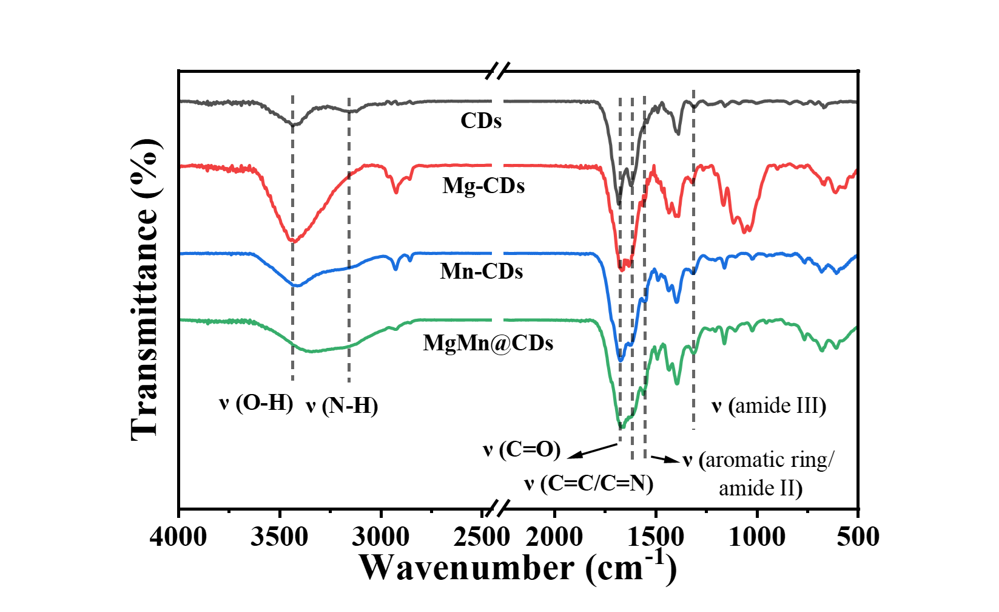 Transmittance (%)
CDs
Mg-CDs
Mn-CDs
MgMn@CDs
ν (O-H)
ν (N-H)
ν (amide III)
ν (C=O)
ν (C=C/C=N)
ν (aromatic ring/
amide II)
4000 3500 3000 2500 2000 1500 1000 500
Wavenumber (cm⁻¹)